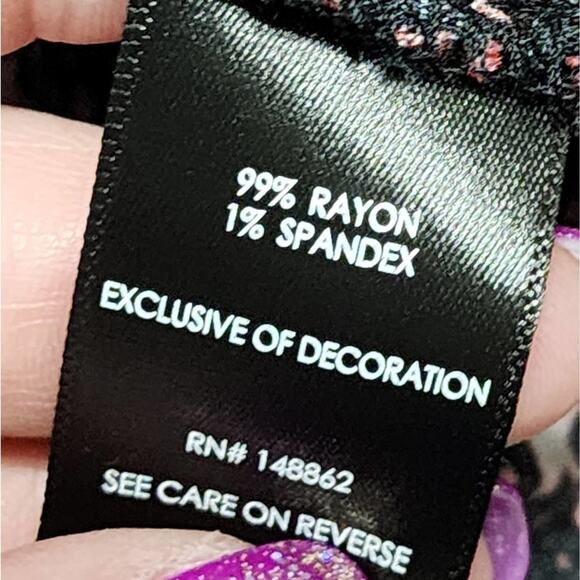 99% RAYON
1% SPANDEX
EXCLUSIVE OF DECORATION
RN# 148862
SEE CARE ON REVERSE